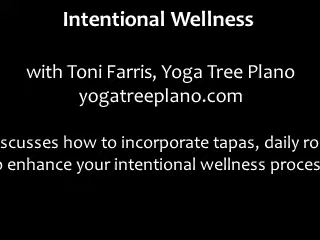 Intentional Wellness
with Toni Farris, Yoga Tree Plano
yogatreeplano.com
scusses how to incorporate tapas, daily ro
enhance your intentional wellness proces